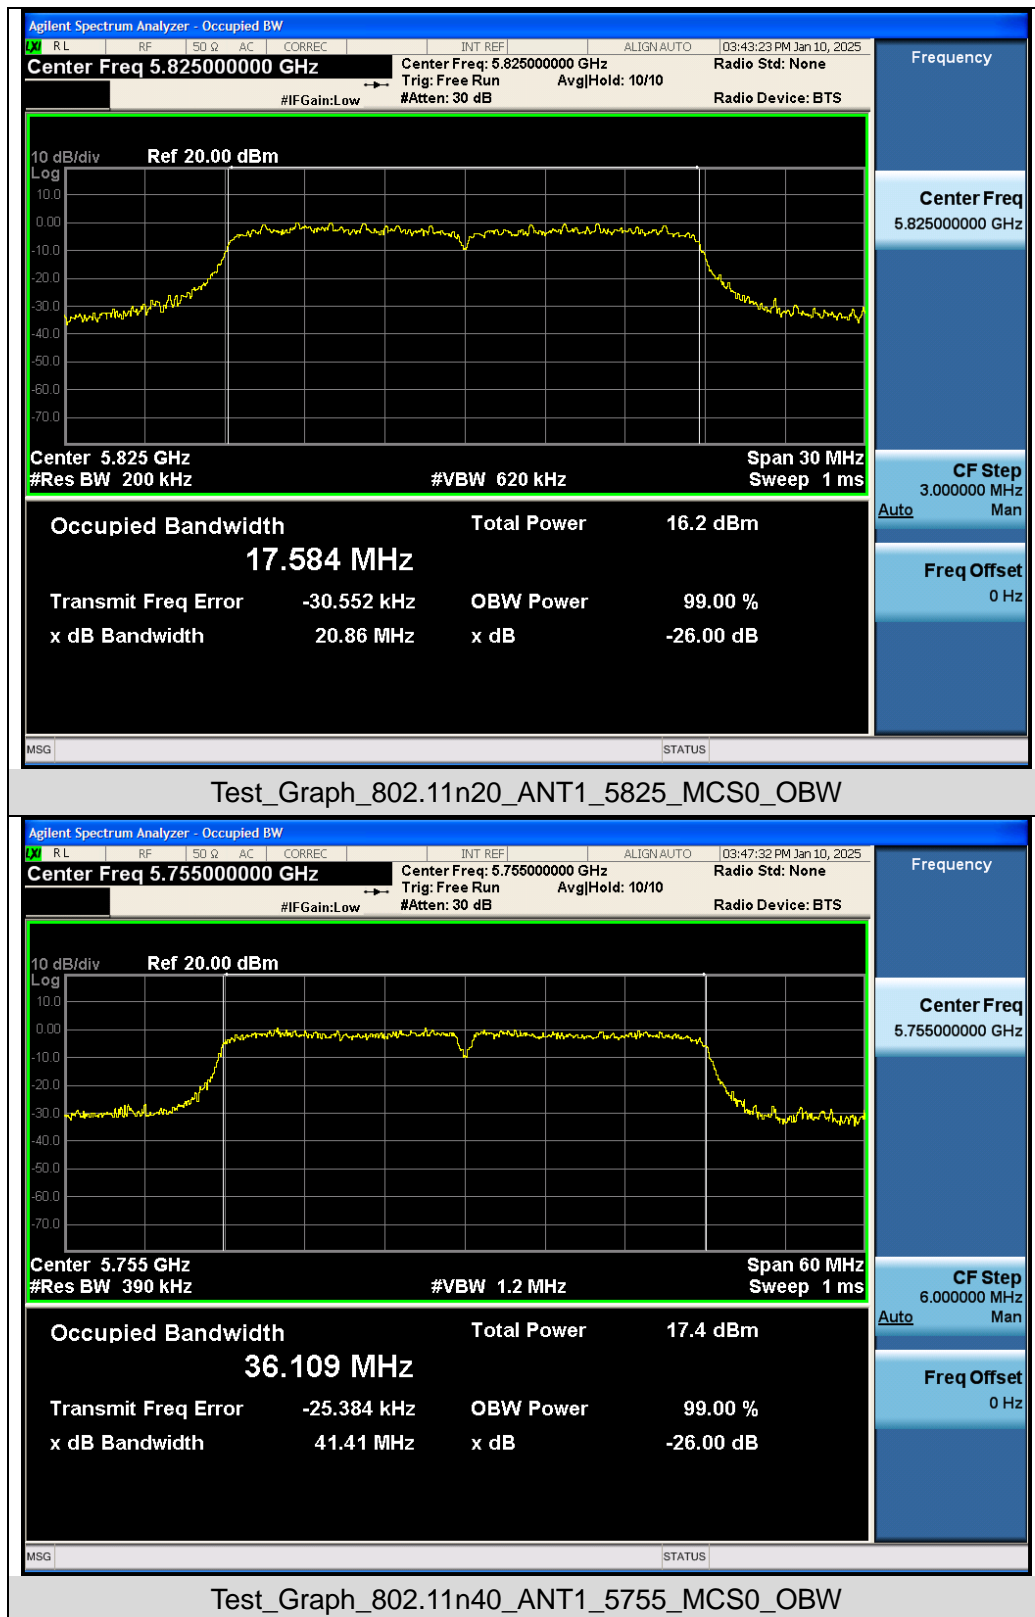 Agilent Spectrum Analyzer - Occupied BW
LXI RL RF 50 Ω AC CORREC INT REF ALIGN AUTO 03:43:23 PM Jan 10, 2025
Center Freq 5.825000000 GHz
Center Freq: 5.825000000 GHz Radio Std: None
Trig: Free Run Avg|Hold: 10/10
#IFGain:Low #Atten: 30 dB Radio Device: BTS
Frequency
10 dB/div Ref 20.00 dBm
Log
10.0
0.00
-10.0
-20.0
-30.0
-40.0
-50.0
-60.0
-70.0
Center Freq
5.825000000 GHz
Center 5.825 GHz Span 30 MHz
#Res BW 200 kHz #VBW 620 kHz Sweep 1 ms
CF Step
3.000000 MHz
Auto Man
Occupied Bandwidth Total Power 16.2 dBm
17.584 MHz
Freq Offset
0 Hz
Transmit Freq Error -30.552 kHz OBW Power 99.00 %
x dB Bandwidth 20.86 MHz x dB -26.00 dB
MSG STATUS
Test_Graph_802.11n20_ANT1_5825_MCS0_OBW
Agilent Spectrum Analyzer - Occupied BW
LXI RL RF 50 Ω AC CORREC INT REF ALIGN AUTO 03:47:32 PM Jan 10, 2025
Center Freq 5.755000000 GHz
Center Freq: 5.755000000 GHz Radio Std: None
Trig: Free Run Avg|Hold: 10/10
#IFGain:Low #Atten: 30 dB Radio Device: BTS
Frequency
10 dB/div Ref 20.00 dBm
Log
10.0
0.00
-10.0
-20.0
-30.0
-40.0
-50.0
-60.0
-70.0
Center Freq
5.755000000 GHz
Center 5.755 GHz Span 60 MHz
#Res BW 390 kHz #VBW 1.2 MHz Sweep 1 ms
CF Step
6.000000 MHz
Auto Man
Occupied Bandwidth Total Power 17.4 dBm
36.109 MHz
Freq Offset
0 Hz
Transmit Freq Error -25.384 kHz OBW Power 99.00 %
x dB Bandwidth 41.41 MHz x dB -26.00 dB
MSG STATUS
Test_Graph_802.11n40_ANT1_5755_MCS0_OBW